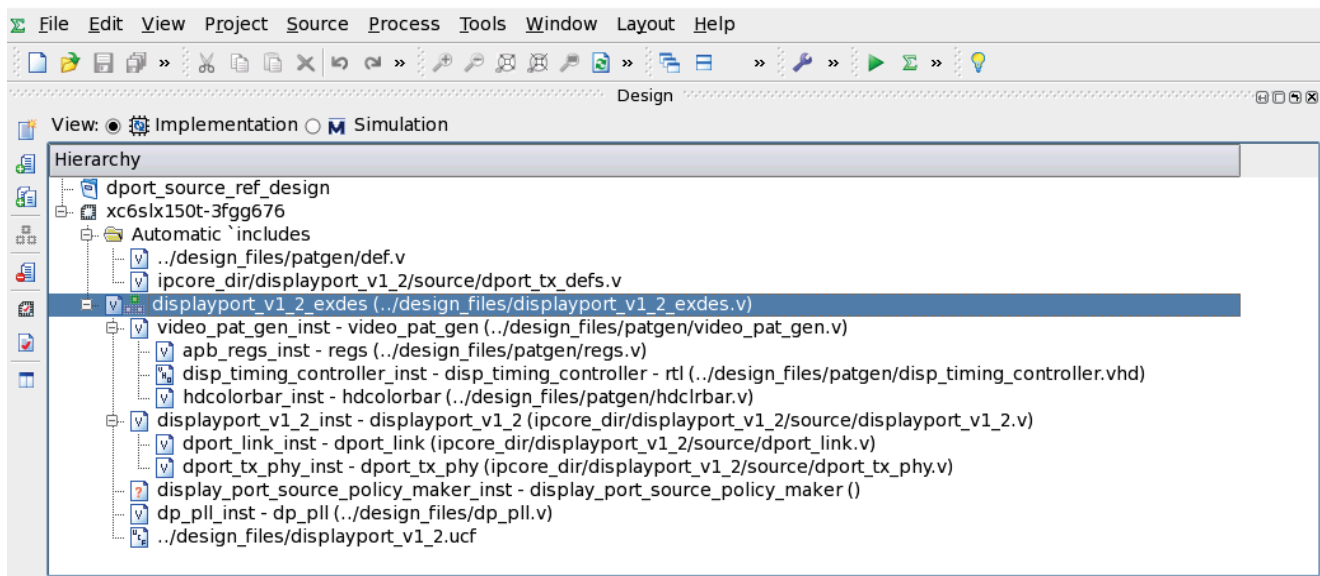 File Edit View Project Source Process Tools Window Layout Help
» » » » » »
Design
View: Implementation Simulation
Hierarchy
dport_source_ref_design
xc6slx150t-3fgg676
Automatic `includes
../design_files/patgen/def.v
ipcore_dir/displayport_v1_2/source/dport_tx_defs.v
displayport_v1_2_exdes (../design_files/displayport_v1_2_exdes.v)
video_pat_gen_inst - video_pat_gen (../design_files/patgen/video_pat_gen.v)
apb_regs_inst - regs (../design_files/patgen/regs.v)
disp_timing_controller_inst - disp_timing_controller - rtl (../design_files/patgen/disp_timing_controller.vhd)
hdcolorbar_inst - hdcolorbar (../design_files/patgen/hdclrbar.v)
displayport_v1_2_inst - displayport_v1_2 (ipcore_dir/displayport_v1_2/source/displayport_v1_2.v)
dport_link_inst - dport_link (ipcore_dir/displayport_v1_2/source/dport_link.v)
dport_tx_phy_inst - dport_tx_phy (ipcore_dir/displayport_v1_2/source/dport_tx_phy.v)
display_port_source_policy_maker_inst - display_port_source_policy_maker ()
dp_pll_inst - dp_pll (../design_files/dp_pll.v)
../design_files/displayport_v1_2.ucf